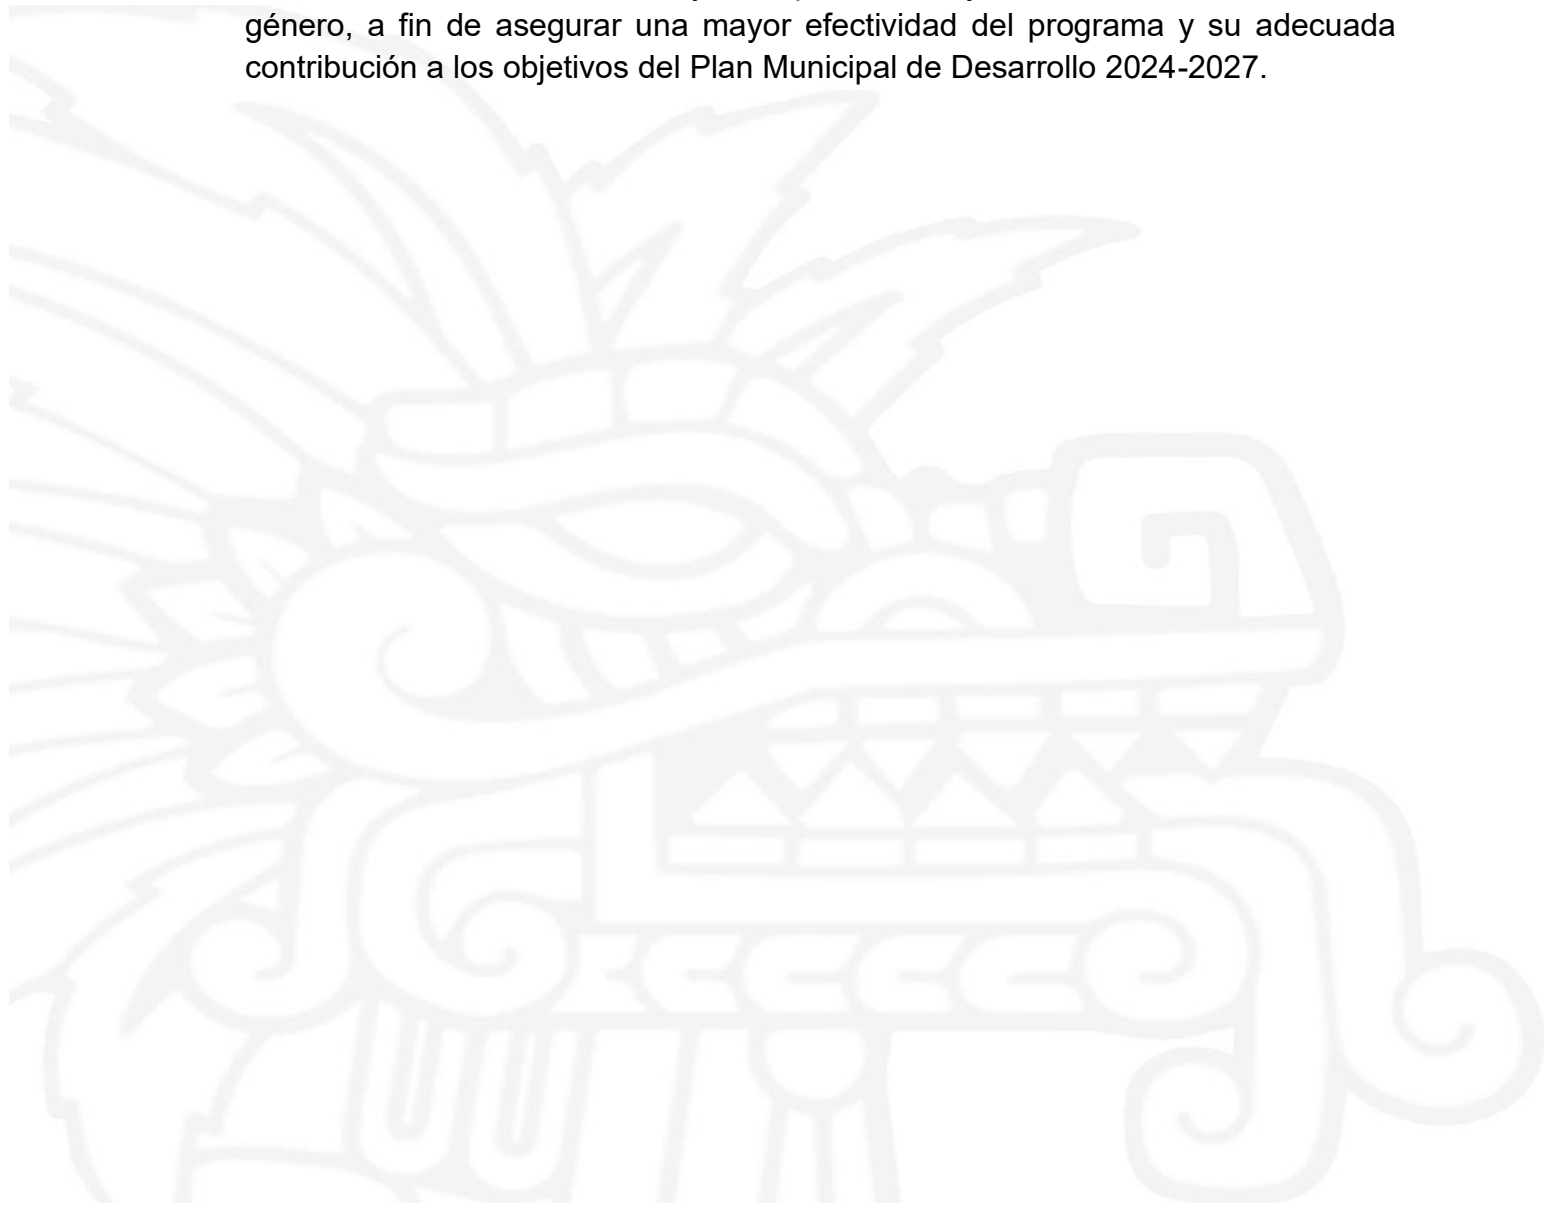 género, a fin de asegurar una mayor efectividad del programa y su adecuada
contribución a los objetivos del Plan Municipal de Desarrollo 2024-2027.